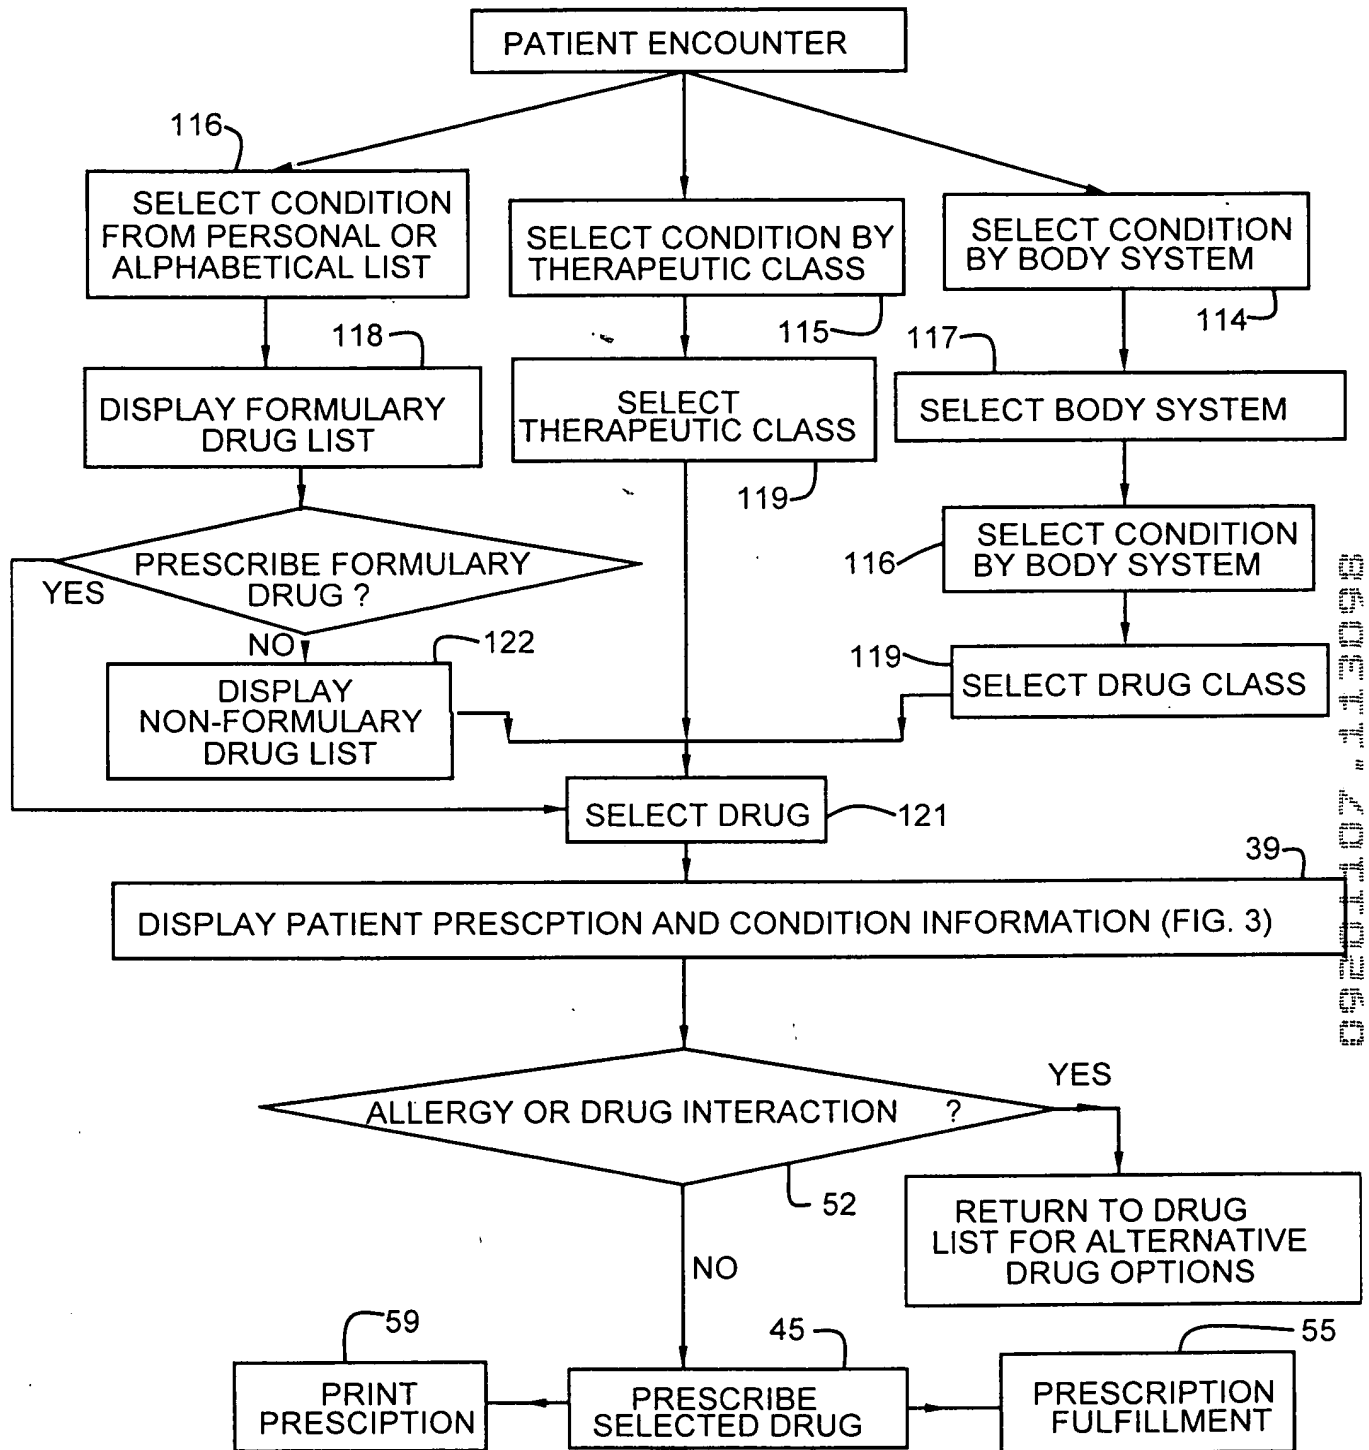 PATIENT ENCOUNTER
116
SELECT CONDITION
FROM PERSONAL OR
ALPHABETICAL LIST
SELECT CONDITION BY
THERAPEUTIC CLASS
115
SELECT CONDITION
BY BODY SYSTEM
114
118
DISPLAY FORMULARY
DRUG LIST
SELECT
THERAPEUTIC CLASS
119
117
SELECT BODY SYSTEM
PRESCRIBE FORMULARY
DRUG ?
YES
NO
116
SELECT CONDITION
BY BODY SYSTEM
122
DISPLAY
NON-FORMULARY
DRUG LIST
119
SELECT DRUG CLASS
SELECT DRUG
121
39
DISPLAY PATIENT PRESCPTION AND CONDITION INFORMATION (FIG. 3)
ALLERGY OR DRUG INTERACTION ?
YES
52
NO
RETURN TO DRUG
LIST FOR ALTERNATIVE
DRUG OPTIONS
59
PRINT
PRESCIPTION
45
PRESCRIBE
SELECTED DRUG
55
PRESCRIPTION
FULFILLMENT